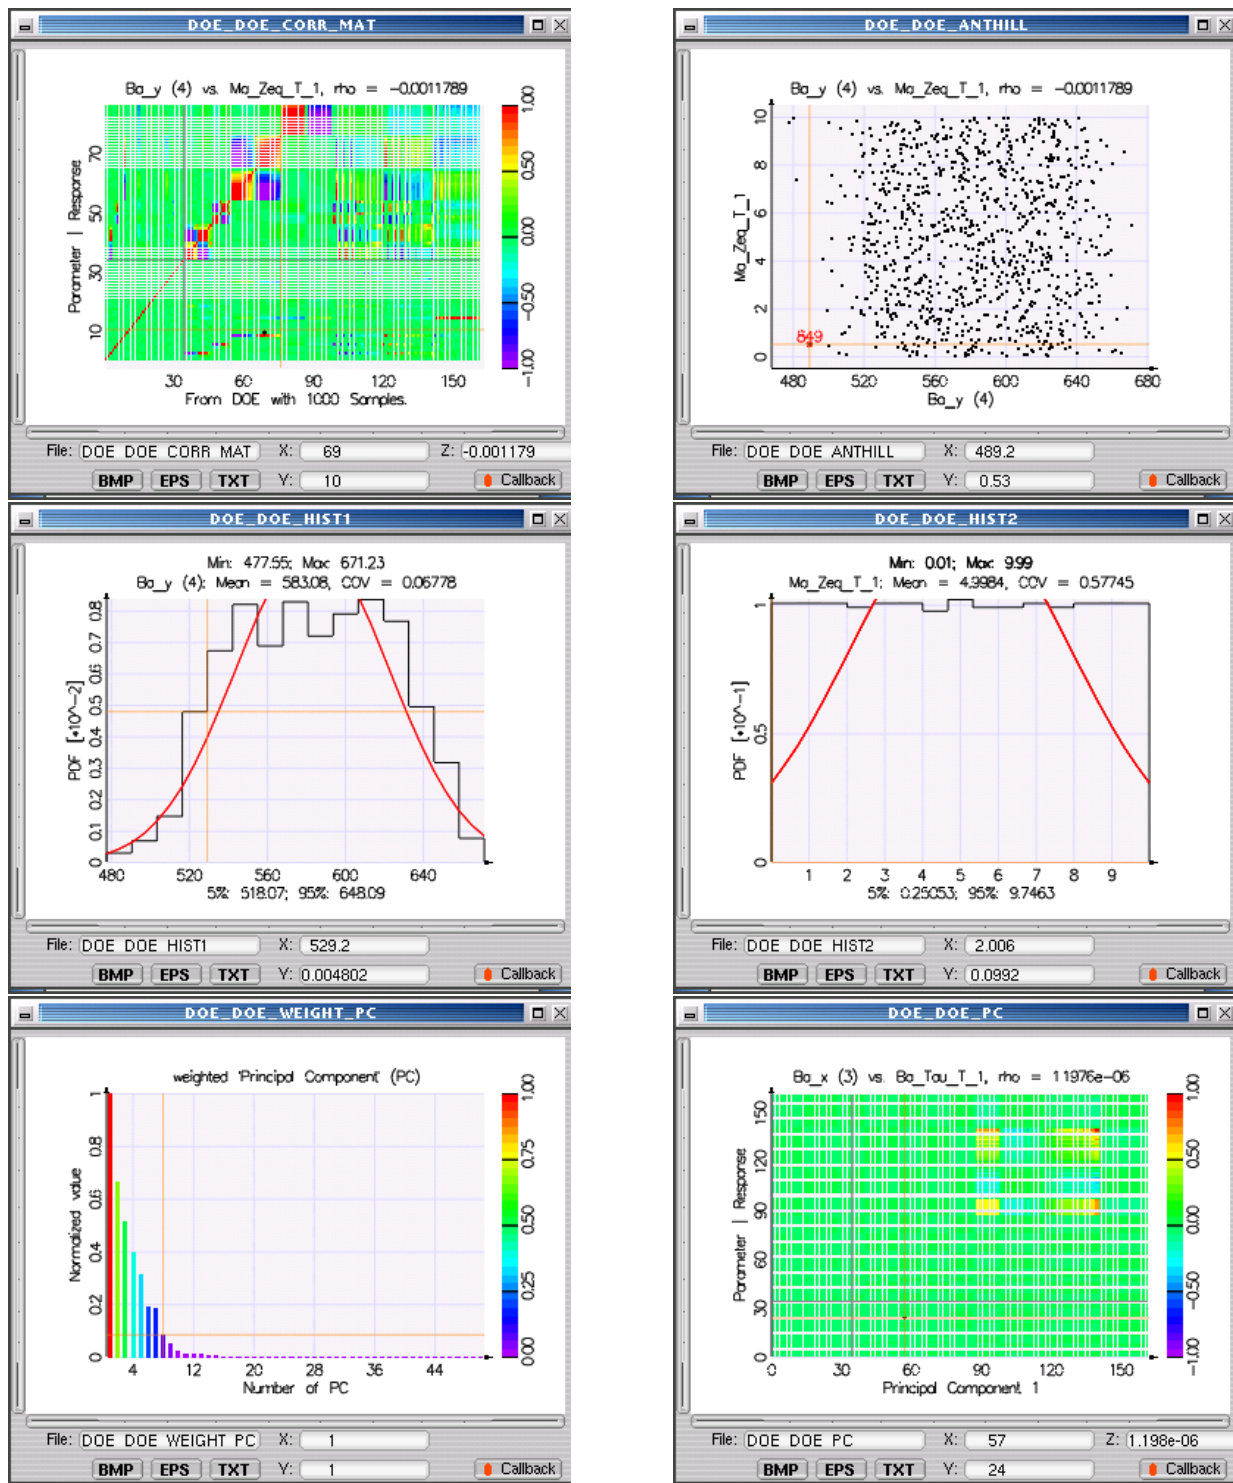 DOE_DOE_CORR_MAT
Ba_y (4) vs. Ma_Zeq_T_1, rho = -0.0011789
Parameter | Response
10 30 50 70
30 60 90 120 150
From DOE with 1000 Samples.
-1.00 -0.50 0.00 0.50 1.00
File: DOE DOE CORR MAT X: 69 Z: -0.001179
BMP EPS TXT Y: 10 Callback
DOE_DOE_ANTHILL
Ba_y (4) vs. Ma_Zeq_T_1, rho = -0.0011789
Ma_Zeq_T_1
0 2 4 6 8 10
849
480 520 560 600 640 680
Ba_y (4)
File: DOE DOE ANTHILL X: 489.2
BMP EPS TXT Y: 0.53 Callback
DOE_DOE_HIST1
Min: 477.55; Max: 671.23
Ba_y (4); Mean = 583.08, COV = 0.06778
PDF [*10^-2]
0 0.1 0.2 0.3 0.4 0.5 0.6 0.7 0.8
480 520 560 600 640
5%: 518.07; 95%: 648.09
File: DOE DOE HIST1 X: 529.2
BMP EPS TXT Y: 0.004802 Callback
DOE_DOE_HIST2
Min: 0.01; Max: 9.99
Ma_Zeq_T_1; Mean = 4.9984, COV = 0.57745
PDF [*10^-1]
0 0.5 1
1 2 3 4 5 6 7 8 9
5%: 0.25053; 95%: 9.7463
File: DOE DOE HIST2 X: 2.006
BMP EPS TXT Y: 0.0992 Callback
DOE_DOE_WEIGHT_PC
weighted 'Principal Component' (PC)
Normalized value
0 0.2 0.4 0.6 0.8 1
4 12 20 28 36 44
Number of PC
0.00 0.25 0.50 0.75 1.00
File: DOE DOE WEIGHT PC X: 1
BMP EPS TXT Y: 1 Callback
DOE_DOE_PC
Ba_x (3) vs. Ba_Tau_T_1, rho = 1.1976e-06
Parameter | Response
0 30 60 90 120 150
0 30 60 90 120 150
Principal Component 1
-1.00 -0.50 0.00 0.50 1.00
File: DOE DOE PC X: 57 Z: 1.198e-06
BMP EPS TXT Y: 24 Callback